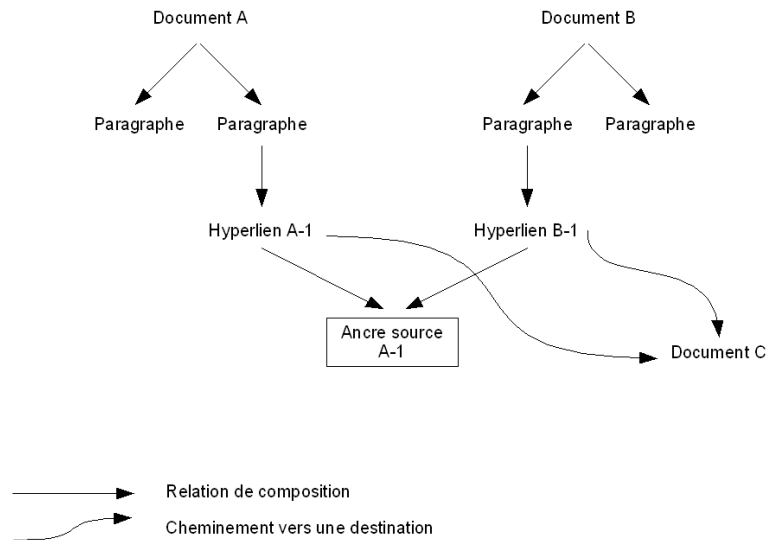 Document A
Document B
Paragraphe
Paragraphe
Paragraphe
Paragraphe
Hyperlien A-1
Hyperlien B-1
Ancre source
A-1
Document C
Relation de composition
Cheminement vers une destination